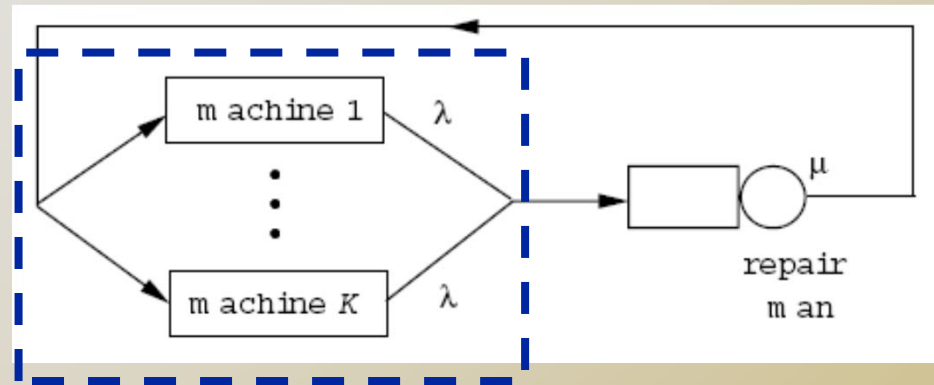 machine 1
λ
μ
repair
man
machine K
λ